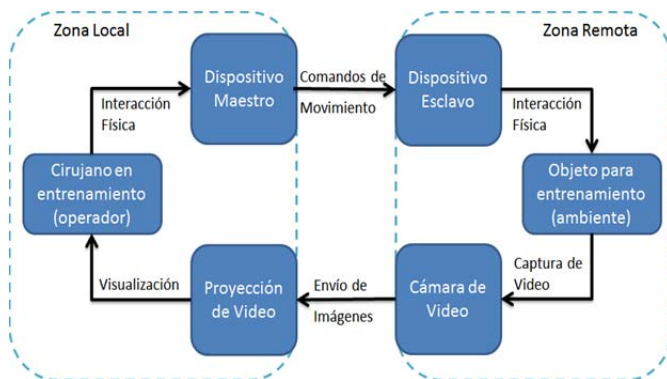 Zona Local
Zona Remota
Dispositivo
Maestro
Comandos de
Movimiento
Dispositivo
Esclavo
Interacción
Física
Interacción
Física
Cirujano en
entrenamiento
(operador)
Objeto para
entrenamiento
(ambiente)
Visualización
Proyección
de Video
Envío de
Imágenes
Cámara de
Video
Captura de
Video